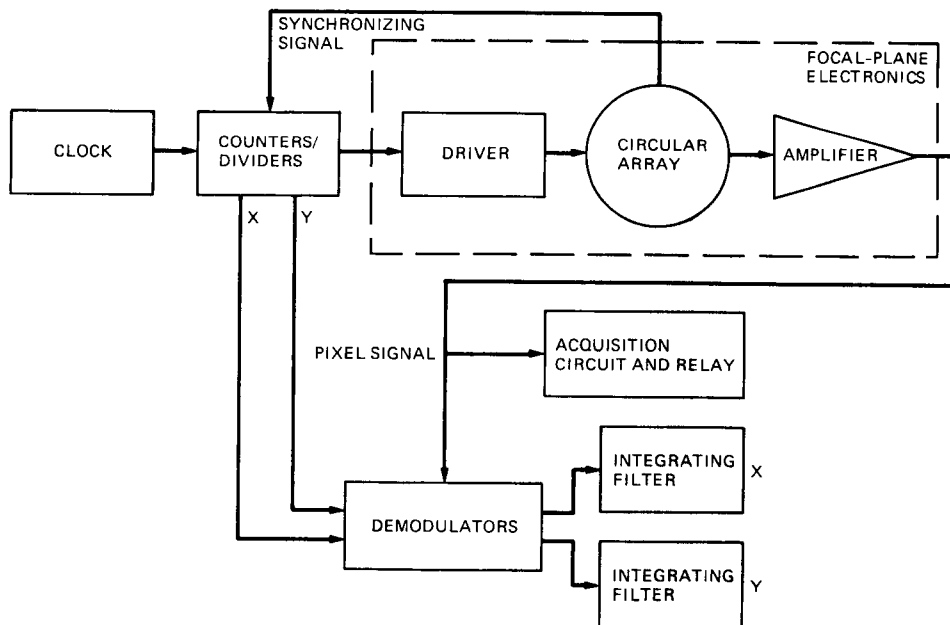 SYNCHRONIZING
SIGNAL
FOCAL-PLANE
ELECTRONICS
CLOCK
COUNTERS/
DIVIDERS
DRIVER
CIRCULAR
ARRAY
AMPLIFIER
X
Y
PIXEL SIGNAL
ACQUISITION
CIRCUIT AND RELAY
DEMODULATORS
INTEGRATING
FILTER
X
INTEGRATING
FILTER
Y